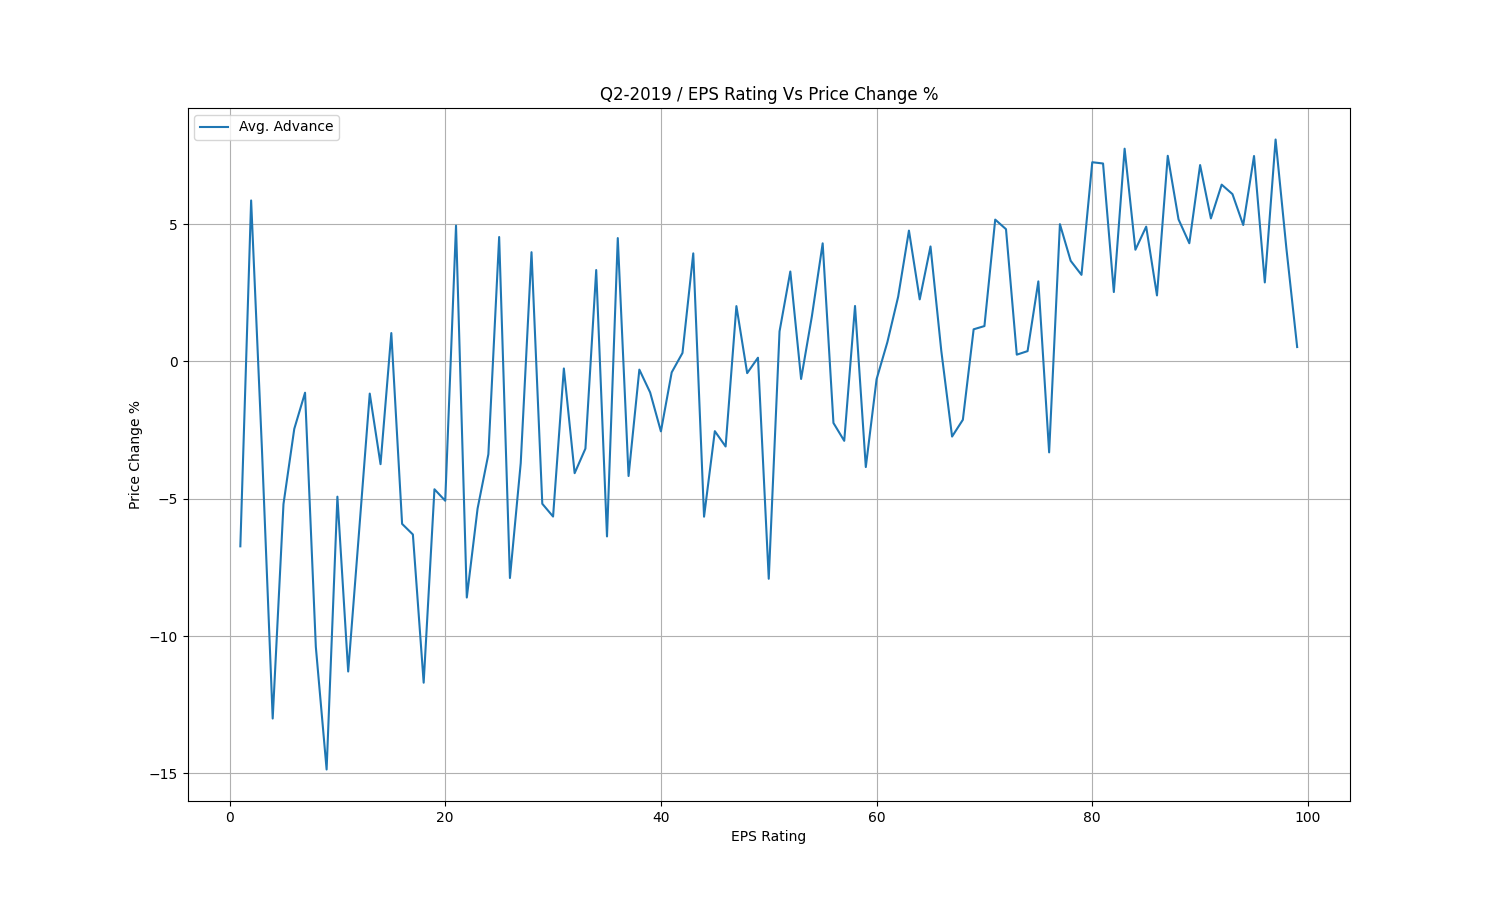 Q2-2019 / EPS Rating Vs Price Change %
Avg. Advance
5
0
−5
−10
−15
Price Change %
0 20 40 60 80 100
EPS Rating